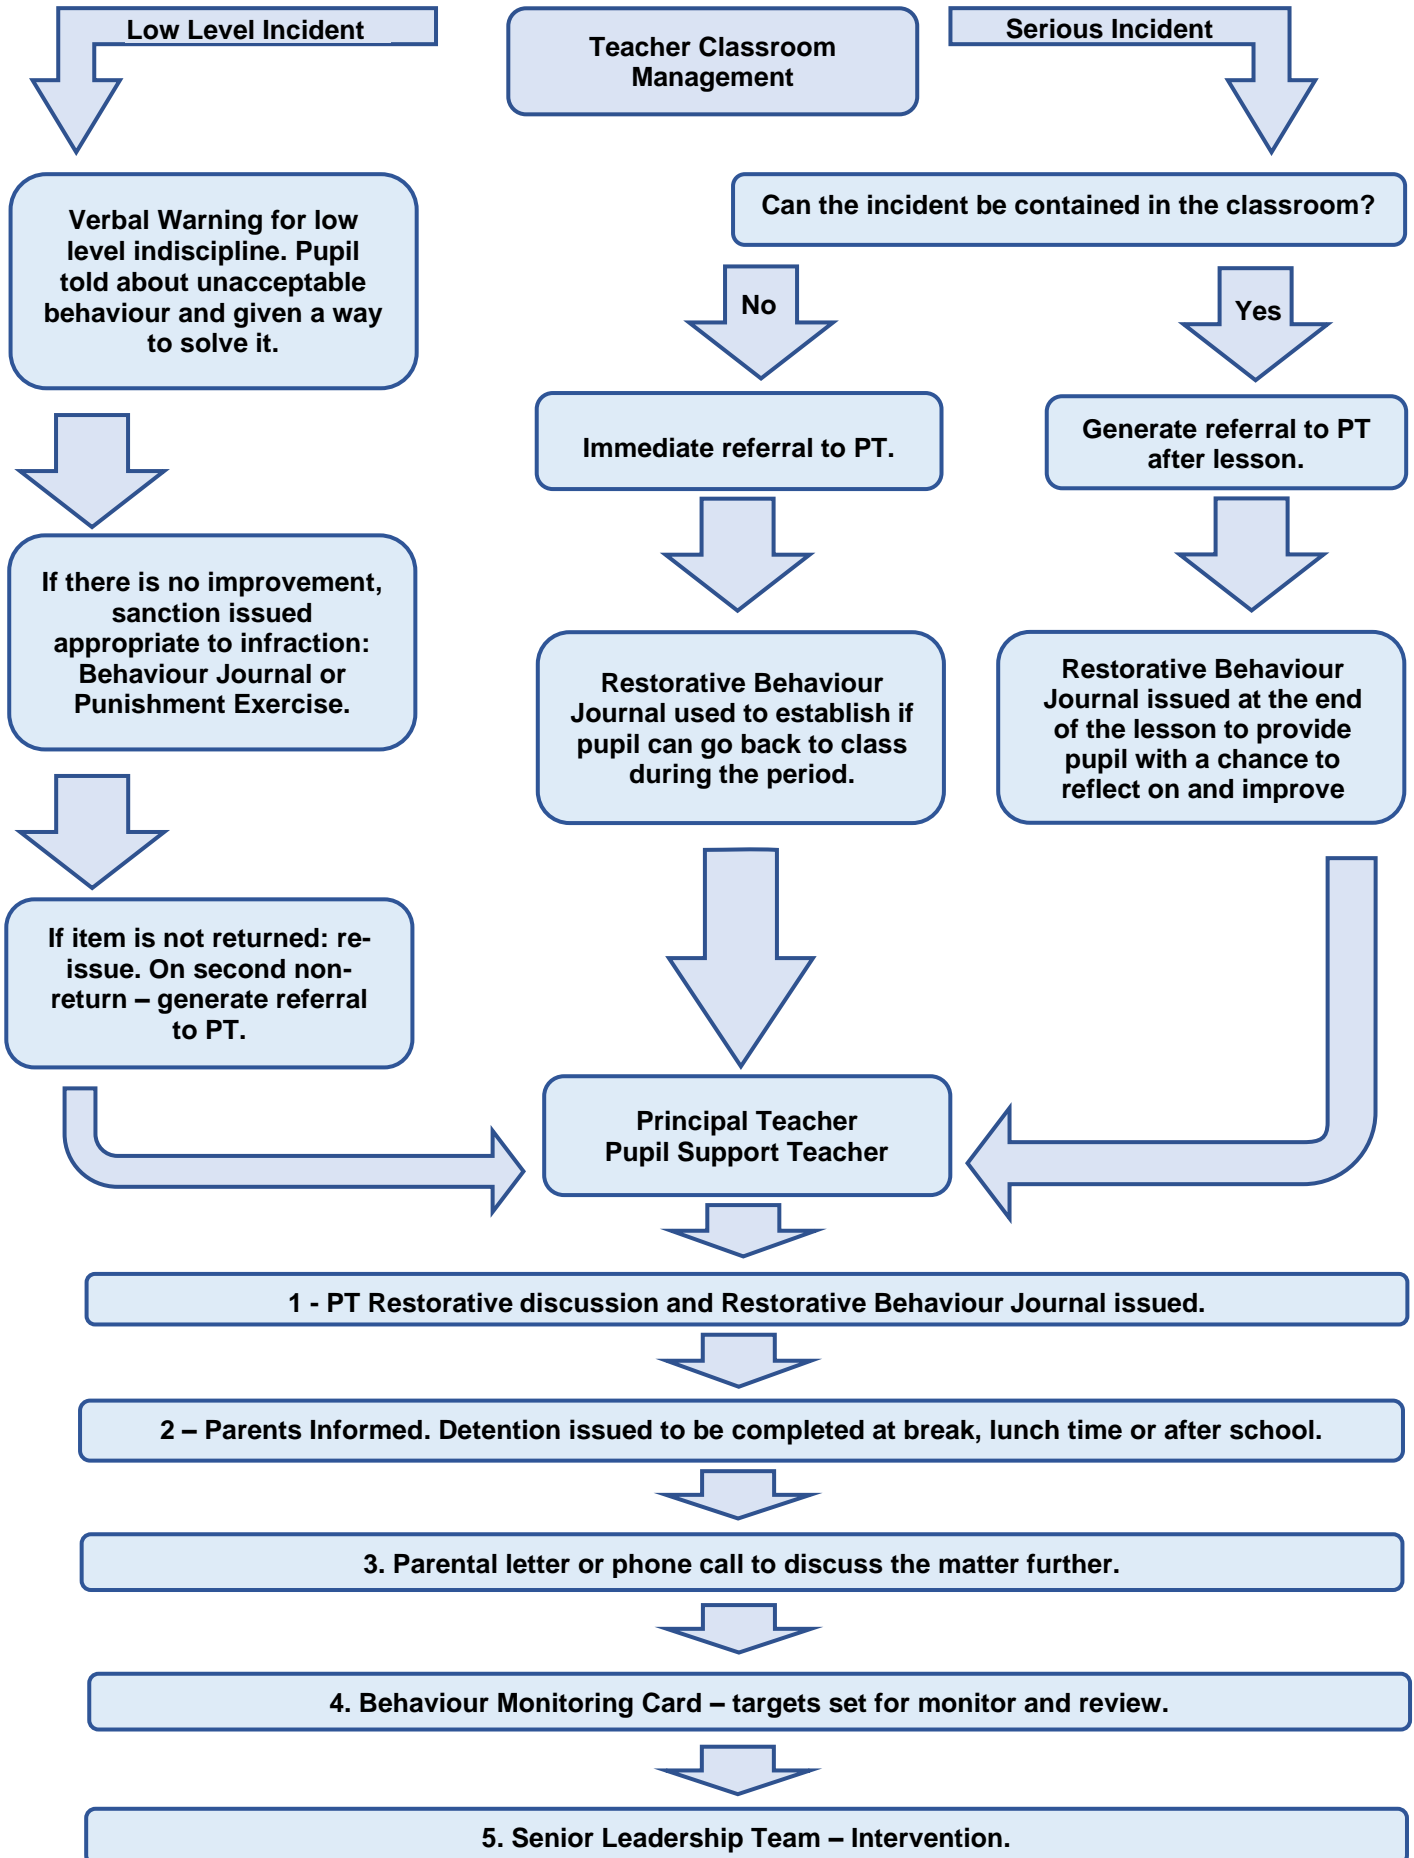 Low Level Incident
Teacher Classroom
Management
Serious Incident
Verbal Warning for low
level indiscipline. Pupil
told about unacceptable
behaviour and given a way
to solve it.
Can the incident be contained in the classroom?
No
Yes
Immediate referral to PT.
Generate referral to PT
after lesson.
If there is no improvement,
sanction issued
appropriate to infraction:
Behaviour Journal or
Punishment Exercise.
Restorative Behaviour
Journal used to establish if
pupil can go back to class
during the period.
Restorative Behaviour
Journal issued at the end
of the lesson to provide
pupil with a chance to
reflect on and improve
If item is not returned: re-
issue. On second non-
return – generate referral
to PT.
Principal Teacher
Pupil Support Teacher
1 - PT Restorative discussion and Restorative Behaviour Journal issued.
2 – Parents Informed. Detention issued to be completed at break, lunch time or after school.
3. Parental letter or phone call to discuss the matter further.
4. Behaviour Monitoring Card – targets set for monitor and review.
5. Senior Leadership Team – Intervention.